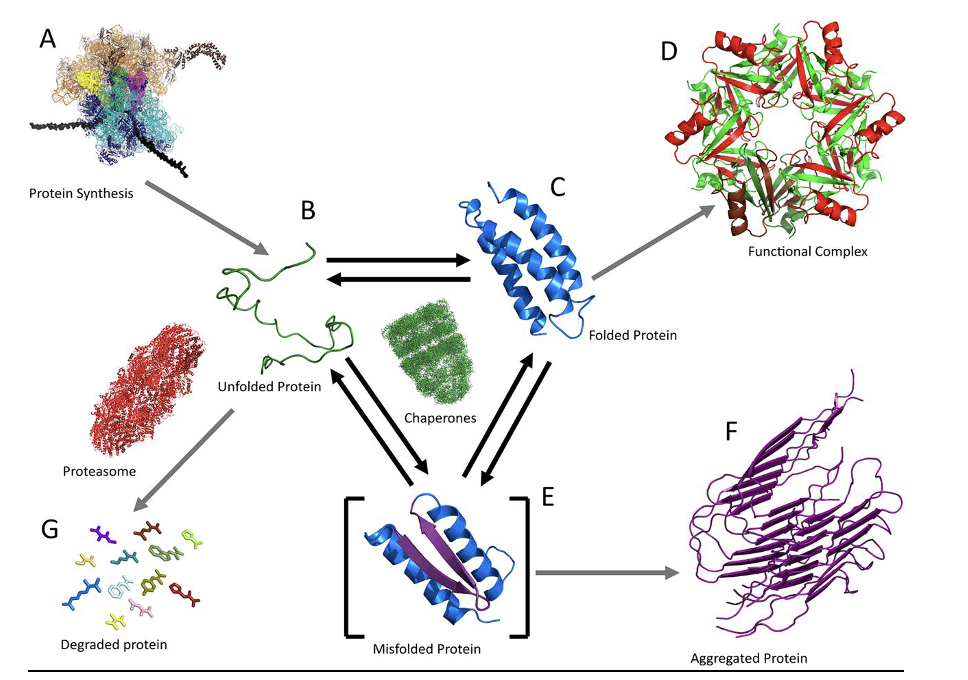 A
D
Protein Synthesis
B
C
Functional Complex
Folded Protein
Unfolded Protein
Chaperones
F
Proteasome
E
G
Degraded protein
Misfolded Protein
Aggregated Protein